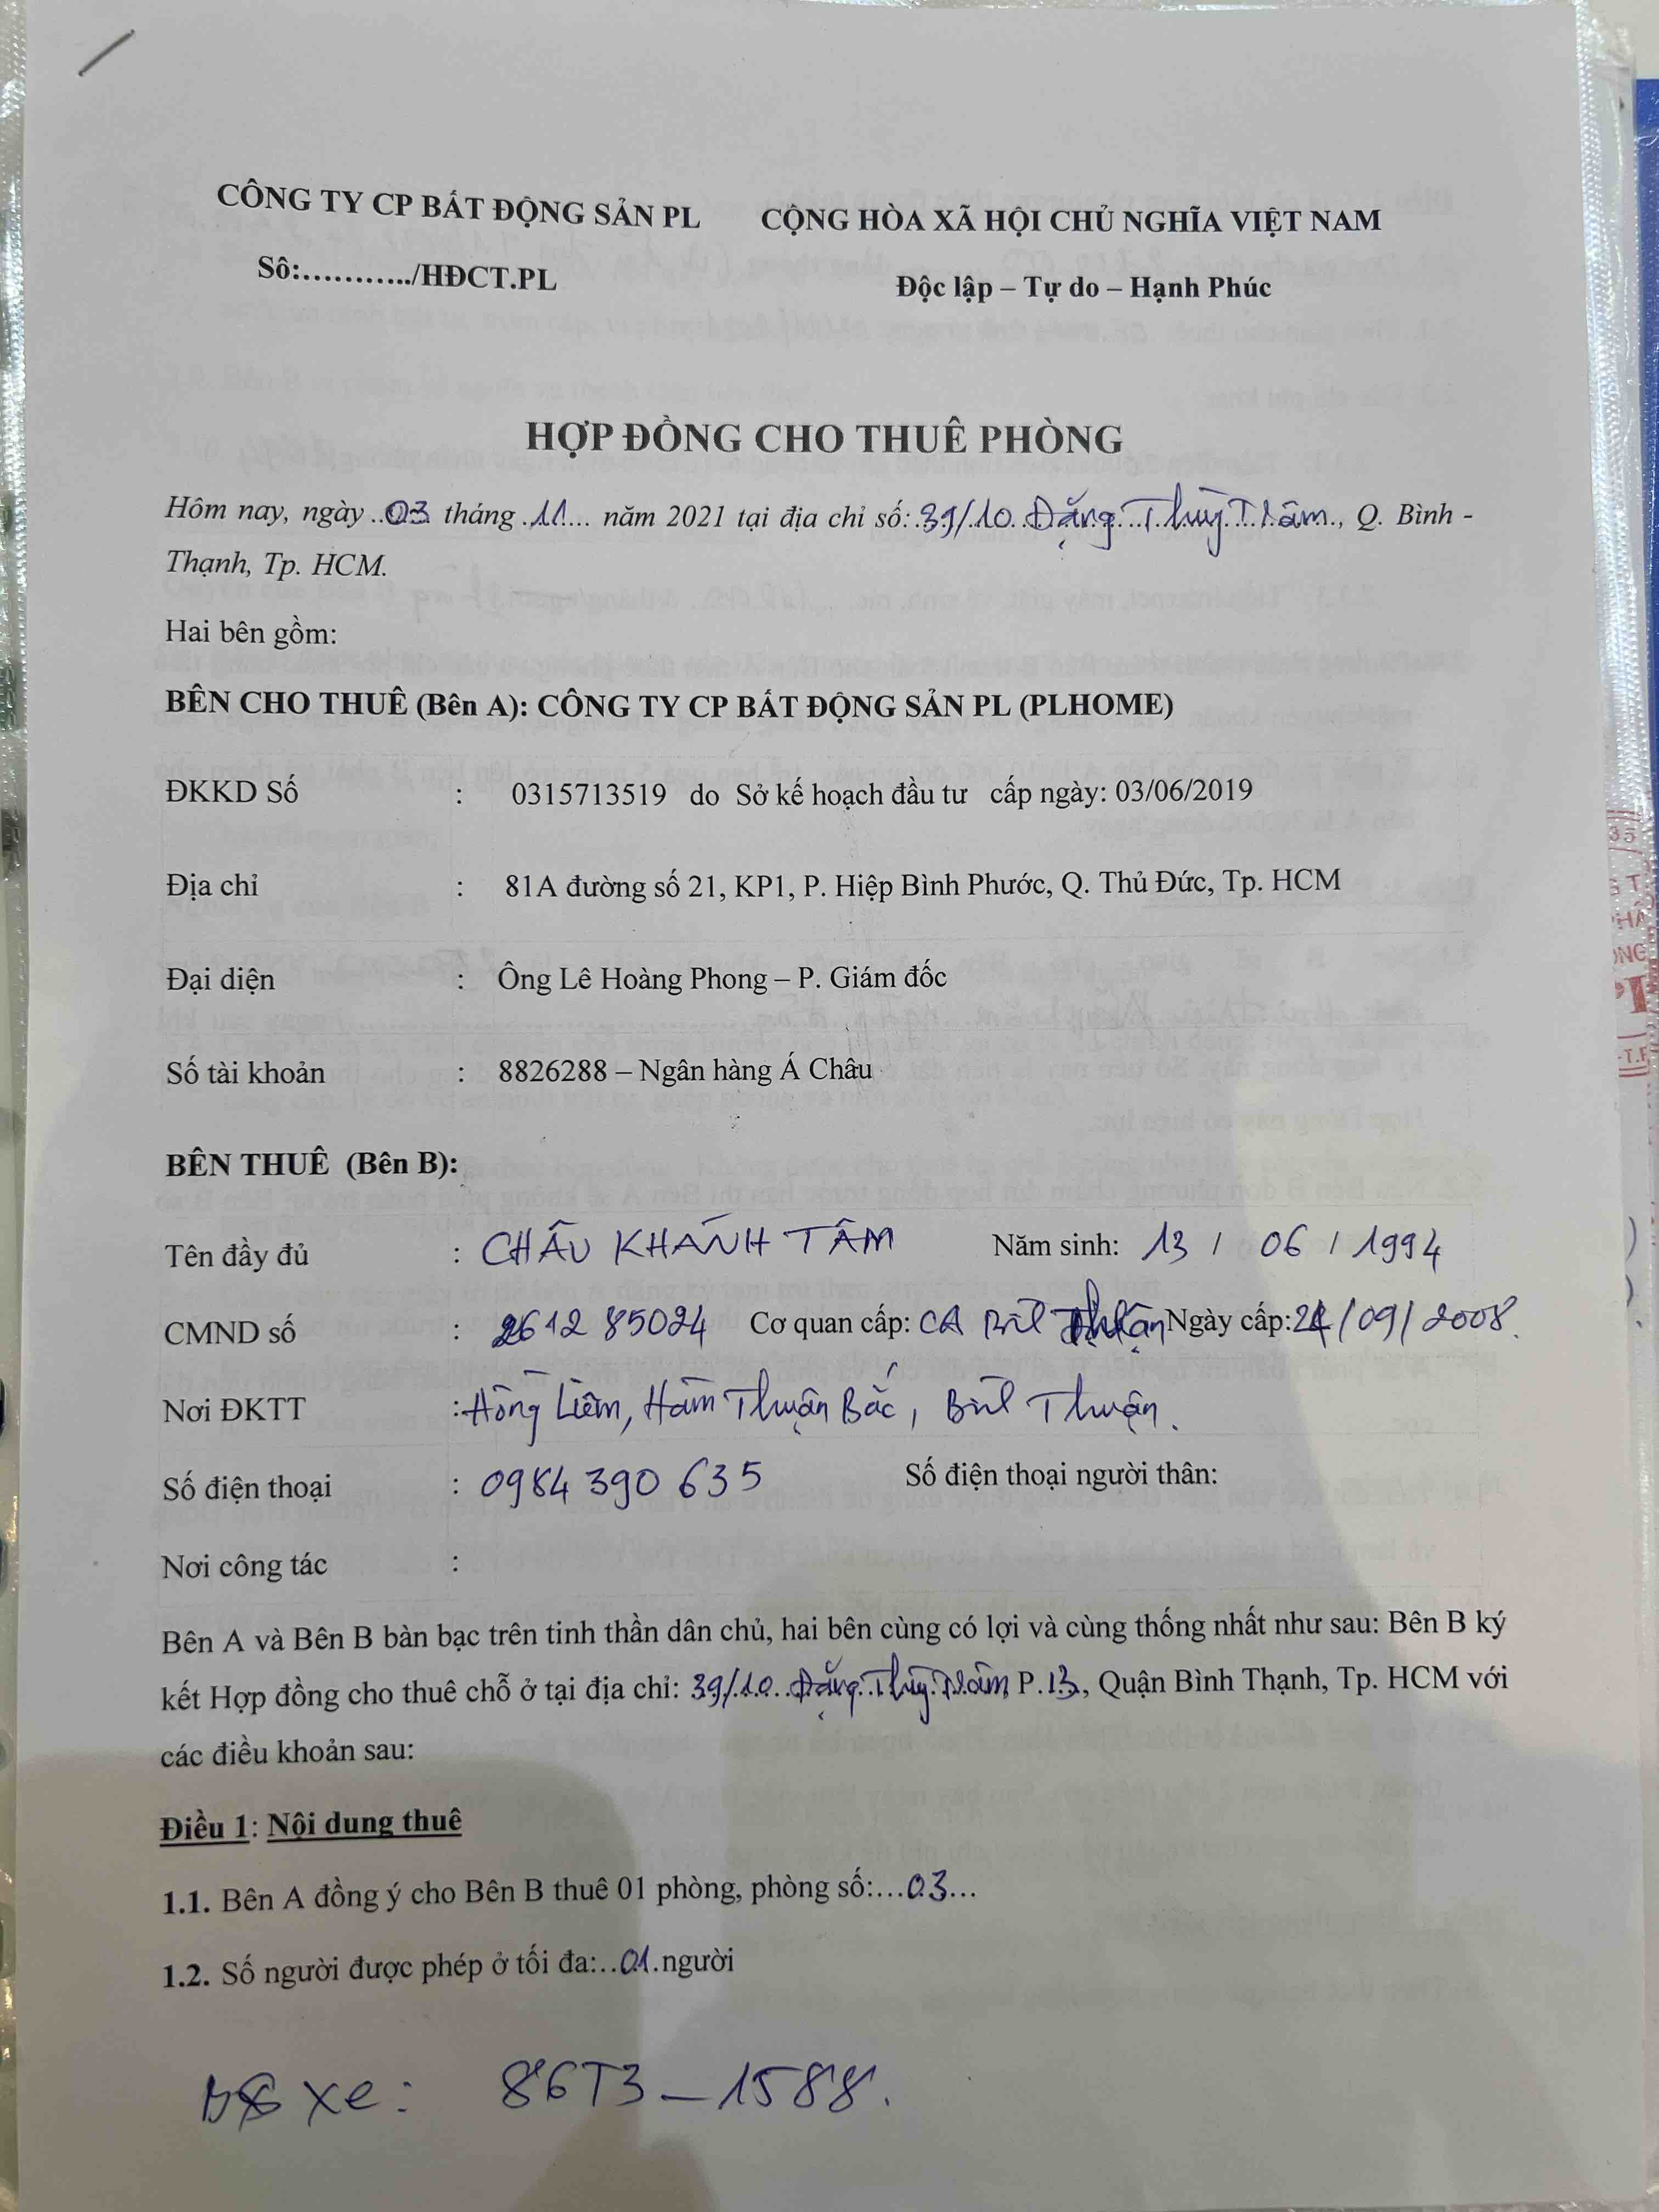 CÔNG TY CP BẤT ĐỘNG SẢN PL
CỘNG HÒA XÃ HỘI CHỦ NGHĨA VIỆT NAM
Sô:.........../HĐCT.PL
Độc lập – Tự do – Hạnh Phúc
HỢP ĐỒNG CHO THUÊ PHÒNG
Hôm nay, ngày ..03 tháng .11... năm 2021 tại địa chỉ số: 39/10 Đặng Thuỳ Trâm, Q. Bình -
Thạnh, Tp. HCM.
Hai bên gồm:
BÊN CHO THUÊ (Bên A): CÔNG TY CP BẤT ĐỘNG SẢN PL (PLHOME)
ĐKKD Số : 0315713519 do Sở kế hoạch đầu tư cấp ngày: 03/06/2019
Địa chỉ : 81A đường số 21, KP1, P. Hiệp Bình Phước, Q. Thủ Đức, Tp. HCM
Đại diện : Ông Lê Hoàng Phong – P. Giám đốc
Số tài khoản : 8826288 – Ngân hàng Á Châu
BÊN THUÊ (Bên B):
Tên đầy đủ : CHÂU KHÁNH TÂM Năm sinh: 13 / 06 / 1994
CMND số : 261285024 Cơ quan cấp: CA Bình Thuận Ngày cấp: /09/2008.
Nơi ĐKTT : Hồng Liêm, Hàm Thuận Bắc, Bình Thuận.
Số điện thoại : 0984 390 635 Số điện thoại người thân:
Nơi công tác :
Bên A và Bên B bàn bạc trên tinh thần dân chủ, hai bên cùng có lợi và cùng thống nhất như sau: Bên B ký
kết Hợp đồng cho thuê chỗ ở tại địa chỉ: 39/10 Đặng Thuỳ Trâm P.13, Quận Bình Thạnh, Tp. HCM với
các điều khoản sau:
Điều 1: Nội dung thuê
1.1. Bên A đồng ý cho Bên B thuê 01 phòng, phòng số:...03...
1.2. Số người được phép ở tối đa:..01.người
BS xe: 86T3 – 1588.